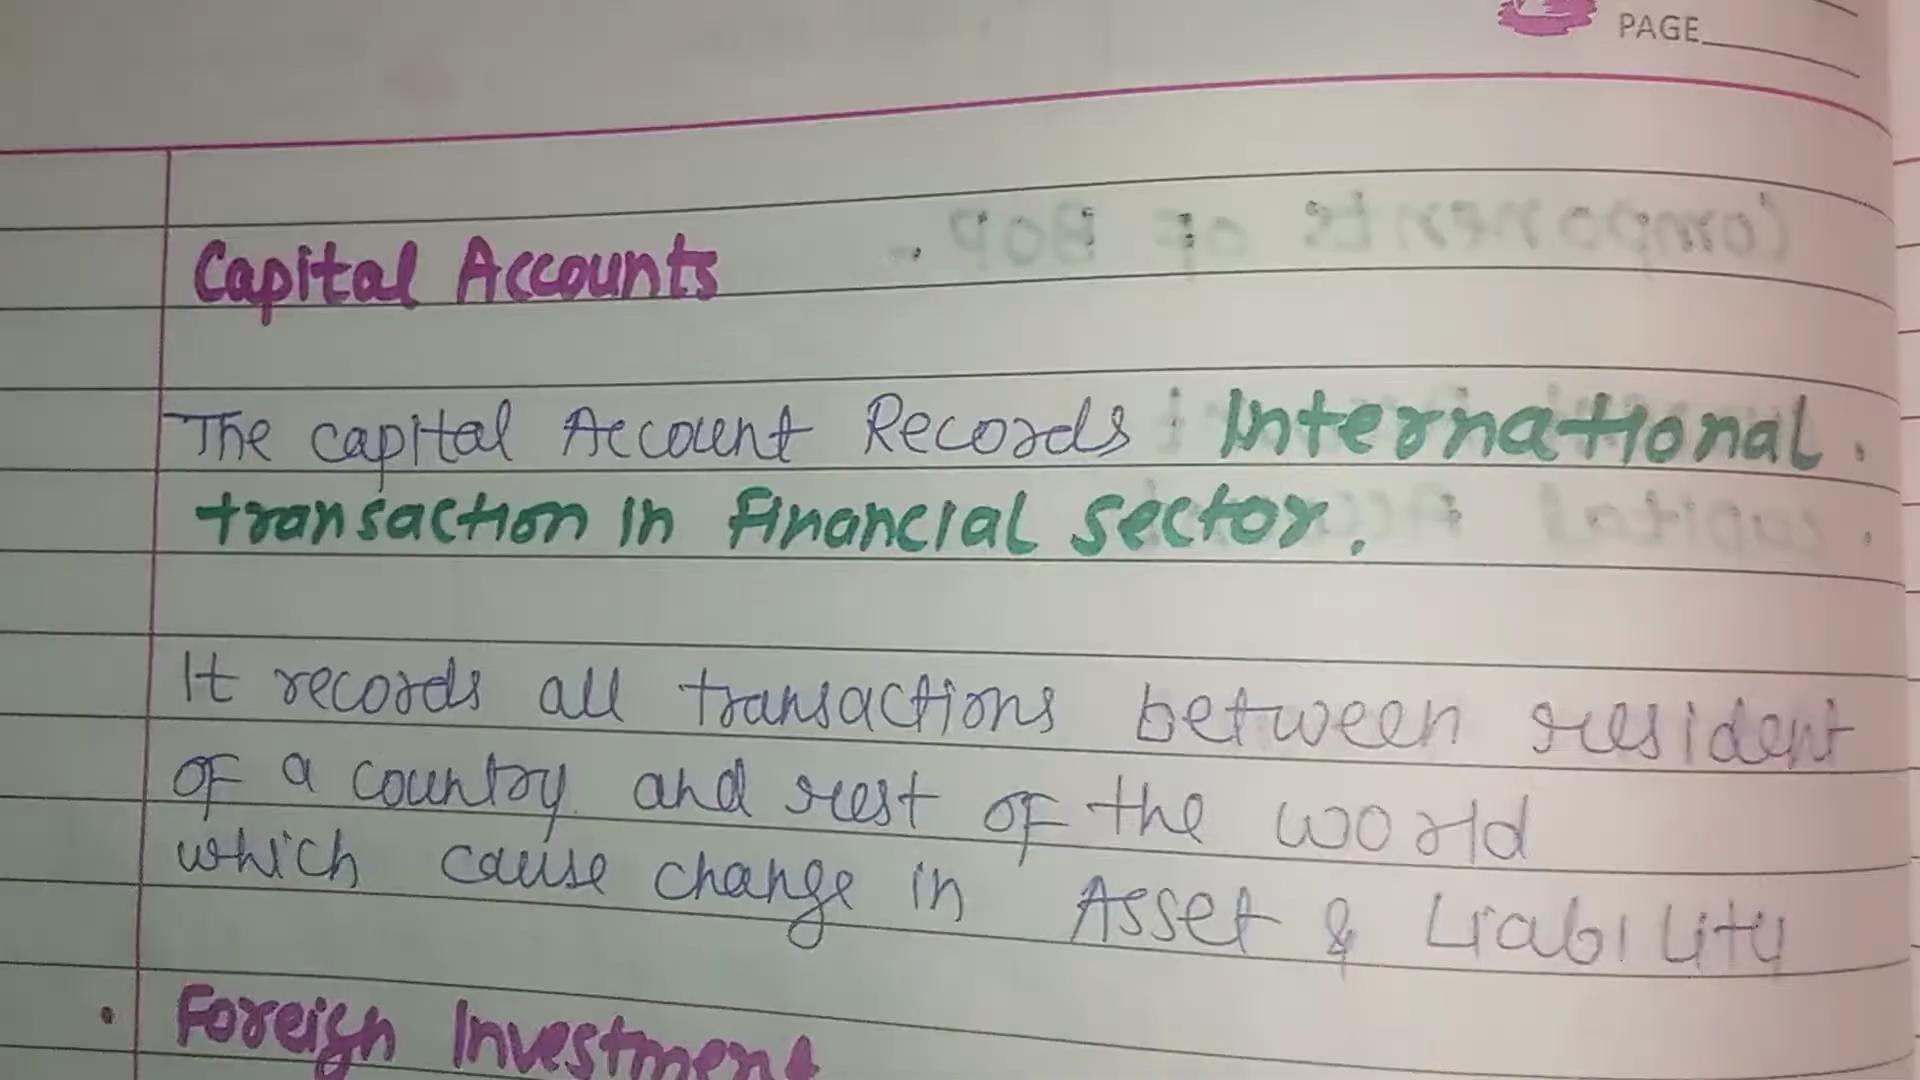 PAGE
Capital Accounts
The capital Account Records International
transaction in Financial sector.
It records all transactions between resident
of a country and rest of the world
which cause change in Asset & Liability
• Foreign Investment